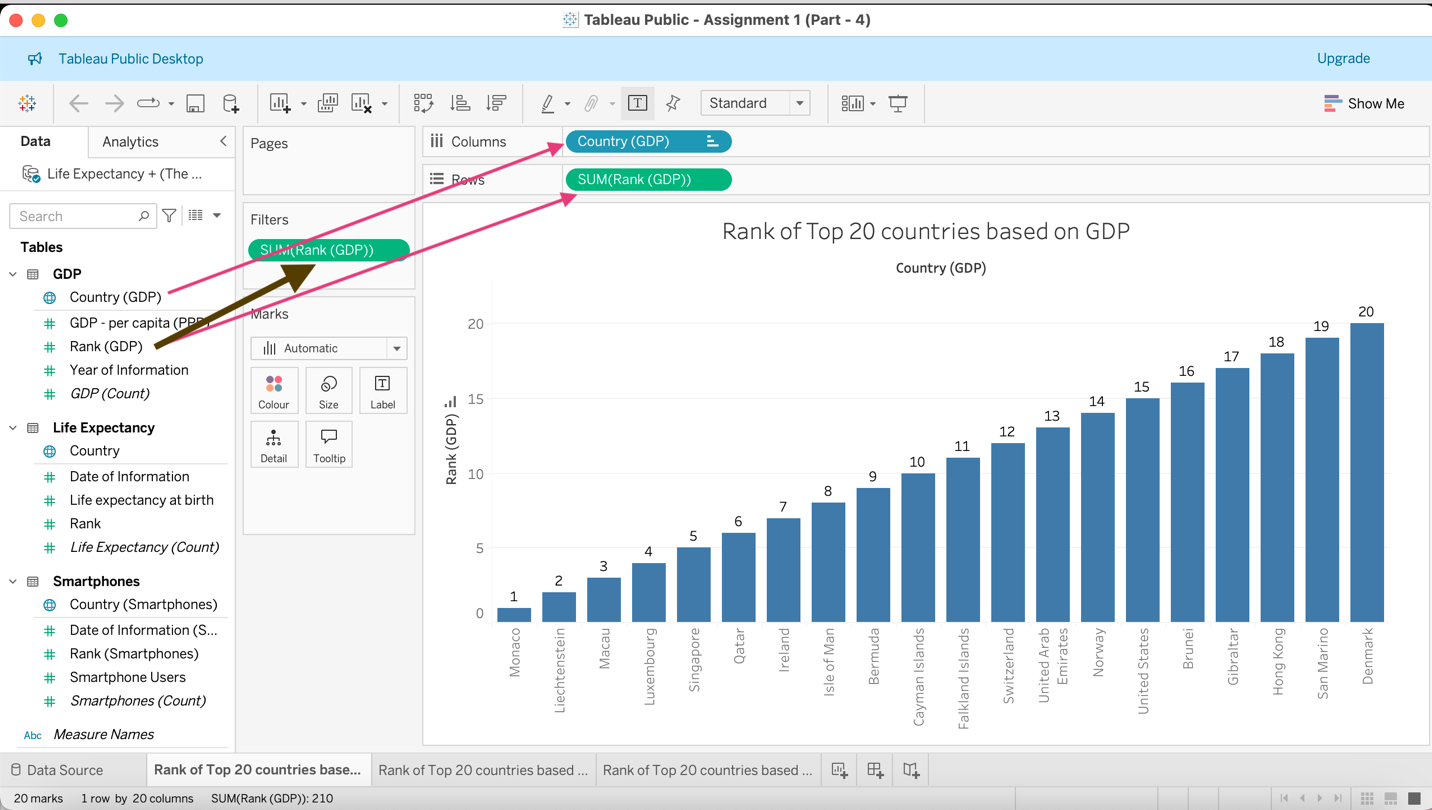 Tableau Public - Assignment 1 (Part - 4)
Tableau Public Desktop
Upgrade
Standard
Show Me
Data
Analytics
Life Expectancy + (The ...
Search
Tables
GDP
Country (GDP)
GDP - per capita (PPP)
Rank (GDP)
Year of Information
GDP (Count)
Life Expectancy
Country
Date of Information
Life expectancy at birth
Rank
Life Expectancy (Count)
Smartphones
Country (Smartphones)
Date of Information (S...
Rank (Smartphones)
Smartphone Users
Smartphones (Count)
Abc Measure Names
Pages
Filters
SUM(Rank (GDP))
Marks
Automatic
Colour
Size
T
Label
Detail
Tooltip
Columns
Country (GDP)
Rows
SUM(Rank (GDP))
Rank of Top 20 countries based on GDP
Country (GDP)
Rank (GDP)
20
15
10
5
0
1
2
3
4
5
6
7
8
9
10
11
12
13
14
15
16
17
18
19
20
Monaco
Liechtenstein
Macau
Luxembourg
Singapore
Qatar
Ireland
Isle of Man
Bermuda
Cayman Islands
Falkland Islands
Switzerland
United Arab
Emirates
Norway
United States
Brunei
Gibraltar
Hong Kong
San Marino
Denmark
Data Source
Rank of Top 20 countries base...
Rank of Top 20 countries based ...
Rank of Top 20 countries based ...
20 marks
1 row by 20 columns
SUM(Rank (GDP)): 210